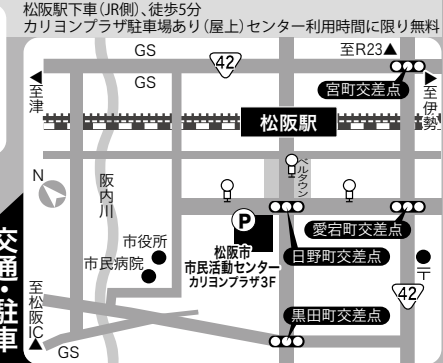 松阪駅下車(JR側)、徒歩5分
カリヨンプラザ駐車場あり(屋上)センター利用時間に限り無料
GS
GS
42
至R23▲
◀至津
宮町交差点
▶至伊勢
松阪駅
N
阪内川
ベルタウン
P
市役所
市民病院
松阪市
市民活動センター
カリヨンプラザ3F
愛宕町交差点
日野町交差点
〒
交通・駐車
至松阪IC▲
42
黒田町交差点
GS